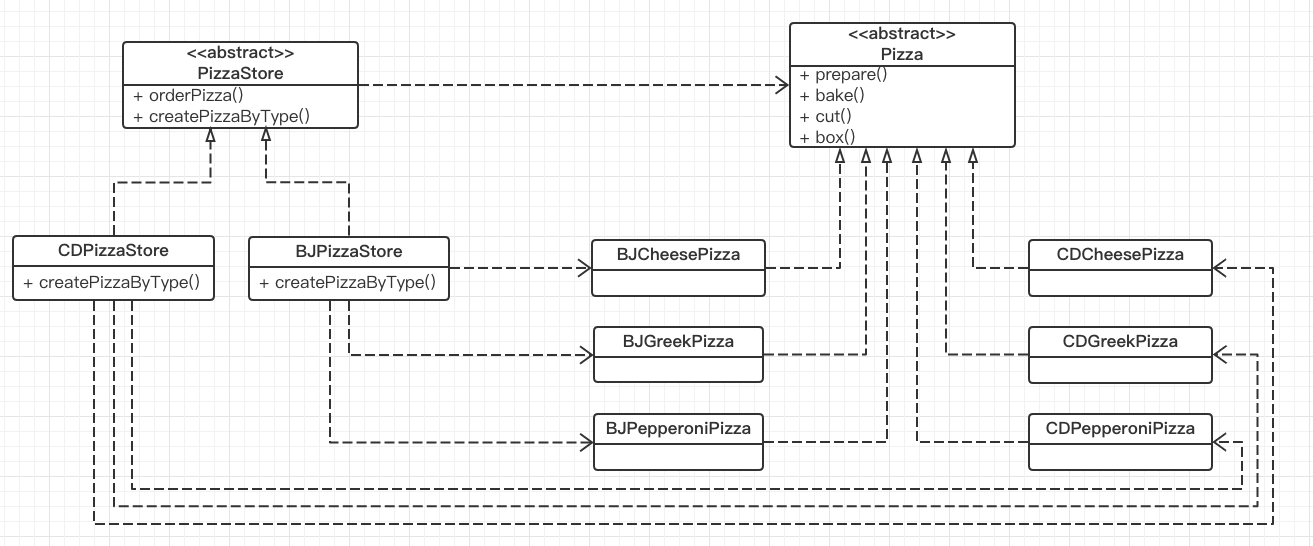 <<abstract>>
PizzaStore
+ orderPizza()
+ createPizzaByType()
<<abstract>>
Pizza
+ prepare()
+ bake()
+ cut()
+ box()
CDPizzaStore
+ createPizzaByType()
BJPizzaStore
+ createPizzaByType()
BJCheesePizza
CDCheesePizza
BJGreekPizza
CDGreekPizza
BJPepperoniPizza
CDPepperoniPizza